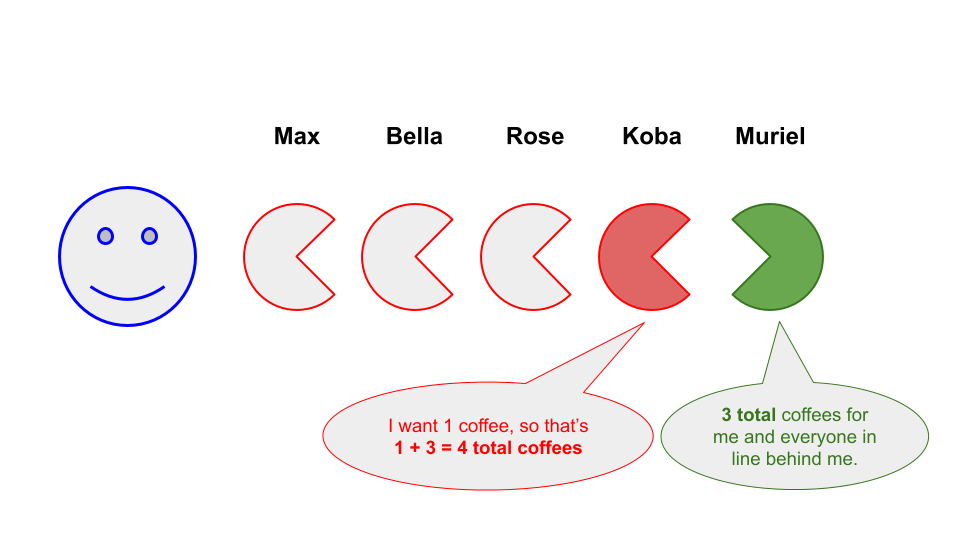 Max Bella Rose Koba Muriel
I want 1 coffee, so that's
1 + 3 = 4 total coffees
3 total coffees for
me and everyone in
line behind me.